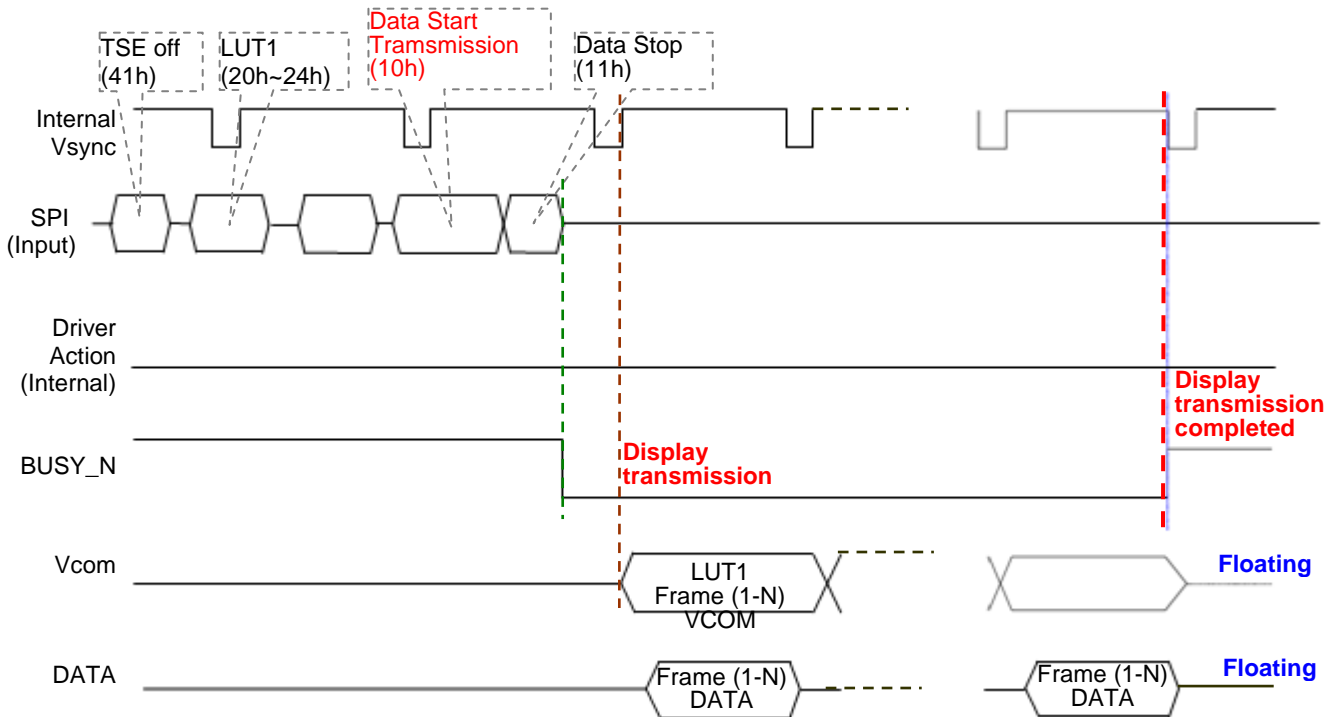 TSE off
(41h)
LUT1
(20h~24h)
Data Start
Tramsmission
(10h)
Data Stop
(11h)
Internal
Vsync
SPI
(Input)
Driver
Action
(Internal)
Display
transmission
completed
BUSY_N
Display
transmission
Vcom
LUT1
Frame (1-N)
VCOM
Floating
DATA
Frame (1-N)
DATA
Frame (1-N)
DATA
Floating